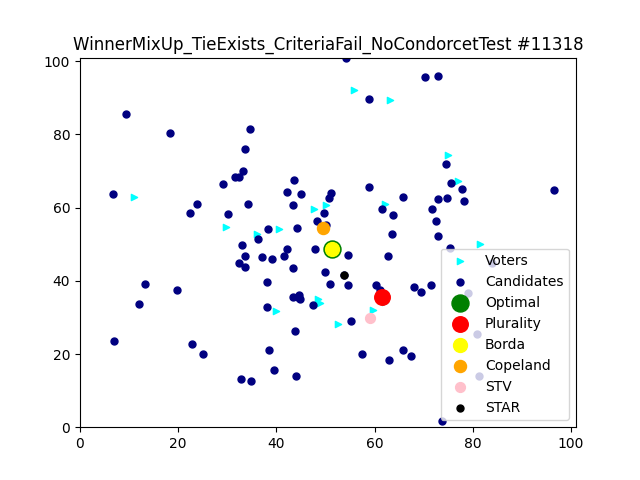 WinnerMixUp_TieExists_CriteriaFail_NoCondorcetTest #11318
100
80
60
40
20
0
0 20 40 60 80 100
Voters
Candidates
Optimal
Plurality
Borda
Copeland
STV
STAR